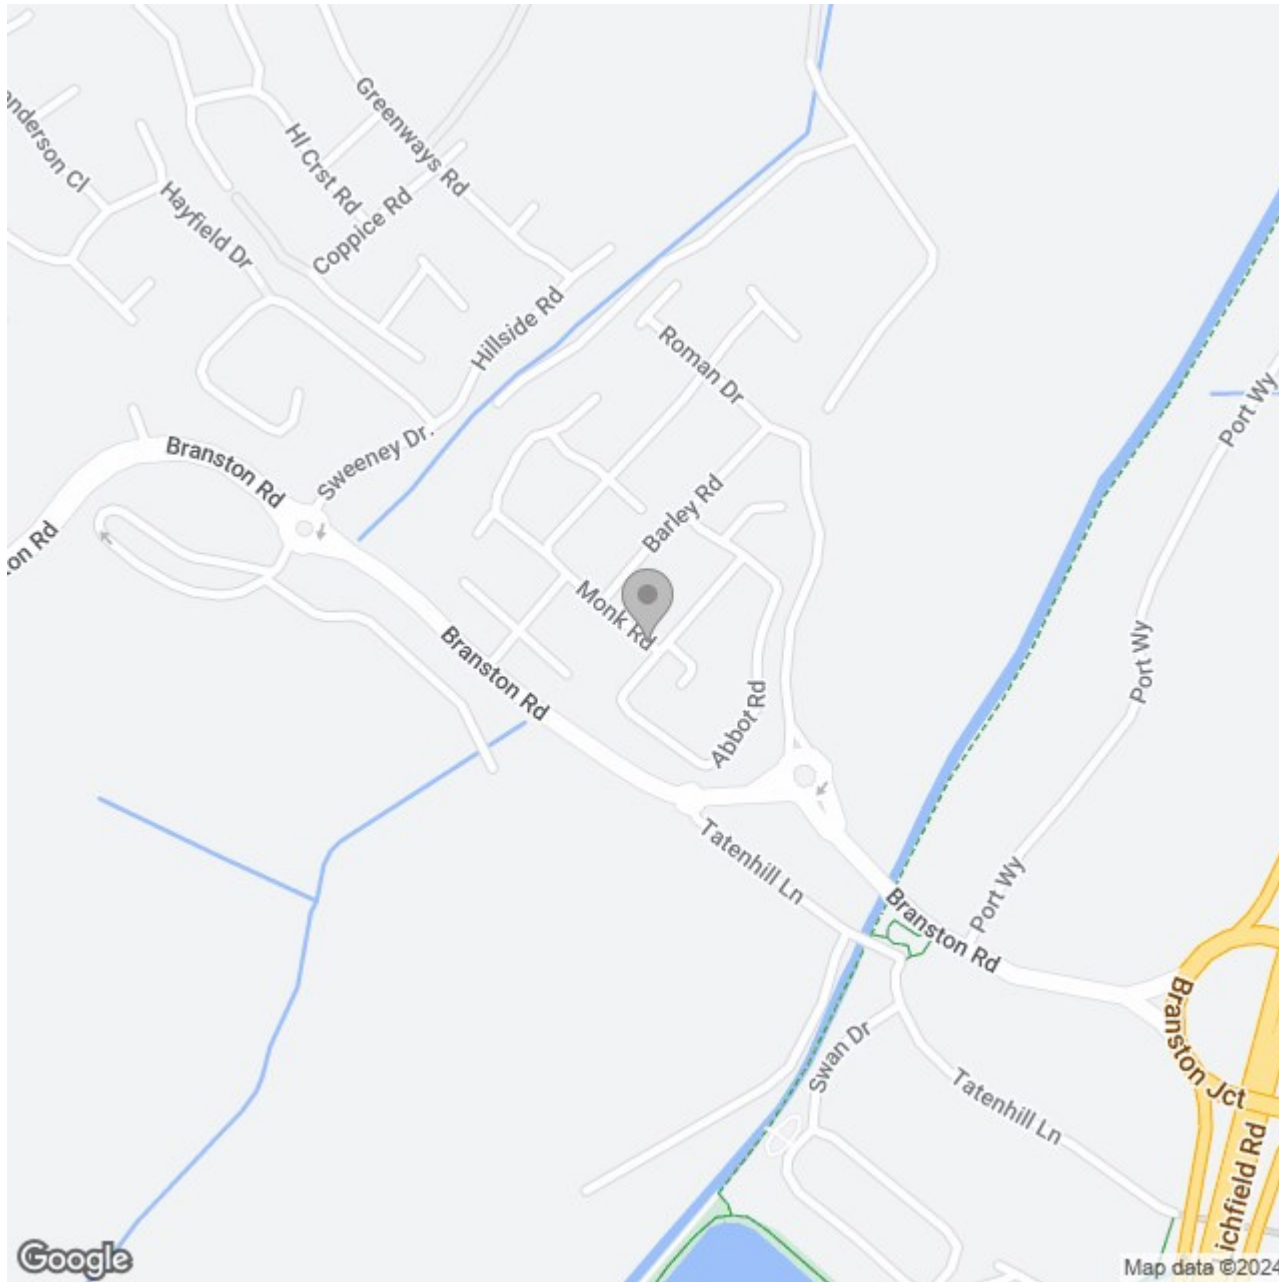 Greenways Rd
anderson Cl
Hl Crst Rd
Hayfield Dr
Coppice Rd
Hillside Rd
Roman Dr
Port Wy
Branston Rd
Sweeney Dr.
Barley Rd
on Rd
Monk Rd
Port Wy
Branston Rd
Abbot Rd
Tatenhill Ln
Port Wy
Branston Rd
Branston Jct
Swan Dr
Tatenhill Ln
ichfield Rd
Google
Map data ©2024